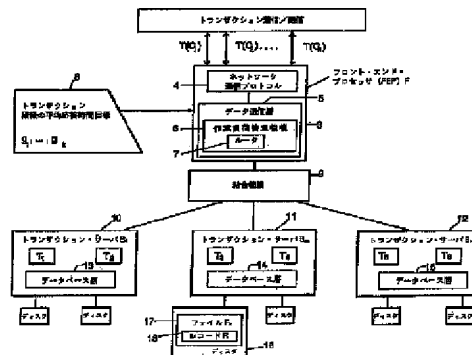 トランザクション着信/発信
T(C₁) T(C₂)..... T(Cₖ)
フロント・エンド・
プロセッサ(FEP) F
4
ネットワーク
通信プロトコル
5
データ通信層
6
作業負荷管理機構
3
7
ルータ
8
トランザクション
級の平均応答時間目標
9
結合機構
10
11
12
トランザクション・サーバ
トランザクション・サーバ
トランザクション・サーバ
13
データベース層
14
データベース層
15
データベース層
ディスク
ディスク
ディスク
ディスク
ディスク
17
ファイル
18
レコード R
16
ディスク